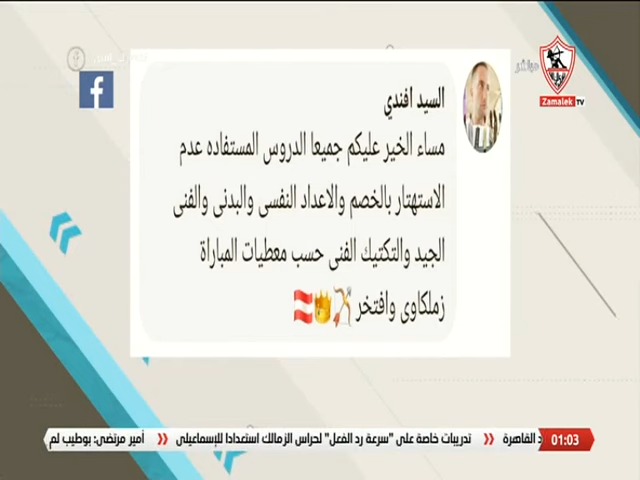 مباشر
Zamalek TV
السيد افندي
مساء الخير عليكم جميعا الدروس المستفاده عدم
الاستهتار بالخصم والاعداد النفسى والبدنى والفنى
الجيد والتكتيك الفنى حسب معطيات المباراة
زملكاوى وافتخر 🏹👑🇦🇹
01:03 د القاهرة » تدريبات خاصة على "سرعة رد الفعل" لحراس الزمالك استعدادا للإسماعيلى » أمير مرتضى: بوطيب لم